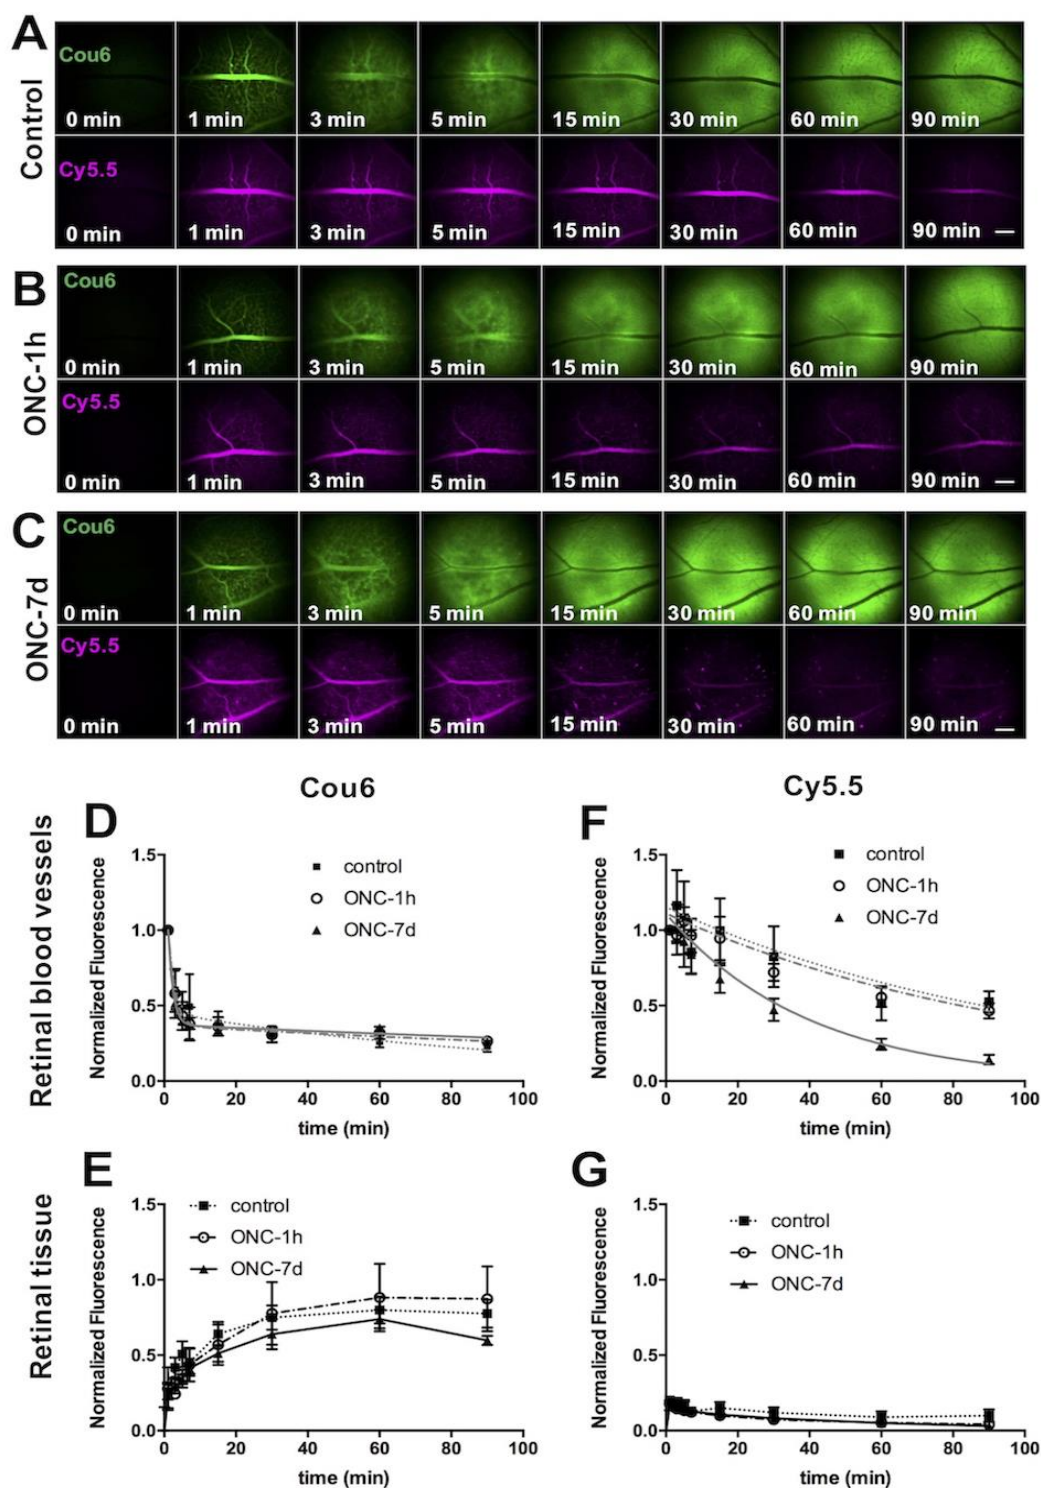 A
Control
Cou6
0 min 1 min 3 min 5 min 15 min 30 min 60 min 90 min
Cy5.5
0 min 1 min 3 min 5 min 15 min 30 min 60 min 90 min
B
ONC-1h
Cou6
0 min 1 min 3 min 5 min 15 min 30 min 60 min 90 min
Cy5.5
0 min 1 min 3 min 5 min 15 min 30 min 60 min 90 min
C
ONC-7d
Cou6
0 min 1 min 3 min 5 min 15 min 30 min 60 min 90 min
Cy5.5
0 min 1 min 3 min 5 min 15 min 30 min 60 min 90 min
Cou6
Cy5.5
Retinal blood vessels
D
Normalized Fluorescence
1.5
1.0
0.5
0.0
control
ONC-1h
ONC-7d
0 20 40 60 80 100
time (min)
F
Normalized Fluorescence
1.5
1.0
0.5
0.0
control
ONC-1h
ONC-7d
0 20 40 60 80 100
time (min)
Retinal tissue
E
Normalized Fluorescence
1.5
1.0
0.5
0.0
control
ONC-1h
ONC-7d
0 20 40 60 80 100
time (min)
G
Normalized Fluorescence
1.5
1.0
0.5
0.0
control
ONC-1h
ONC-7d
0 20 40 60 80 100
time (min)